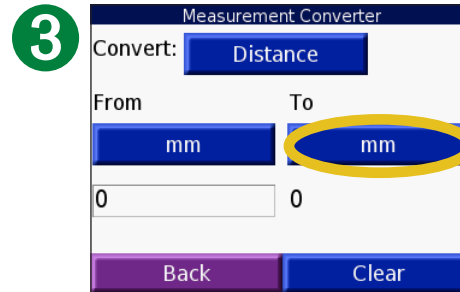 3
Measurement Converter
Convert: Distance
From To
mm mm
0 0
Back Clear